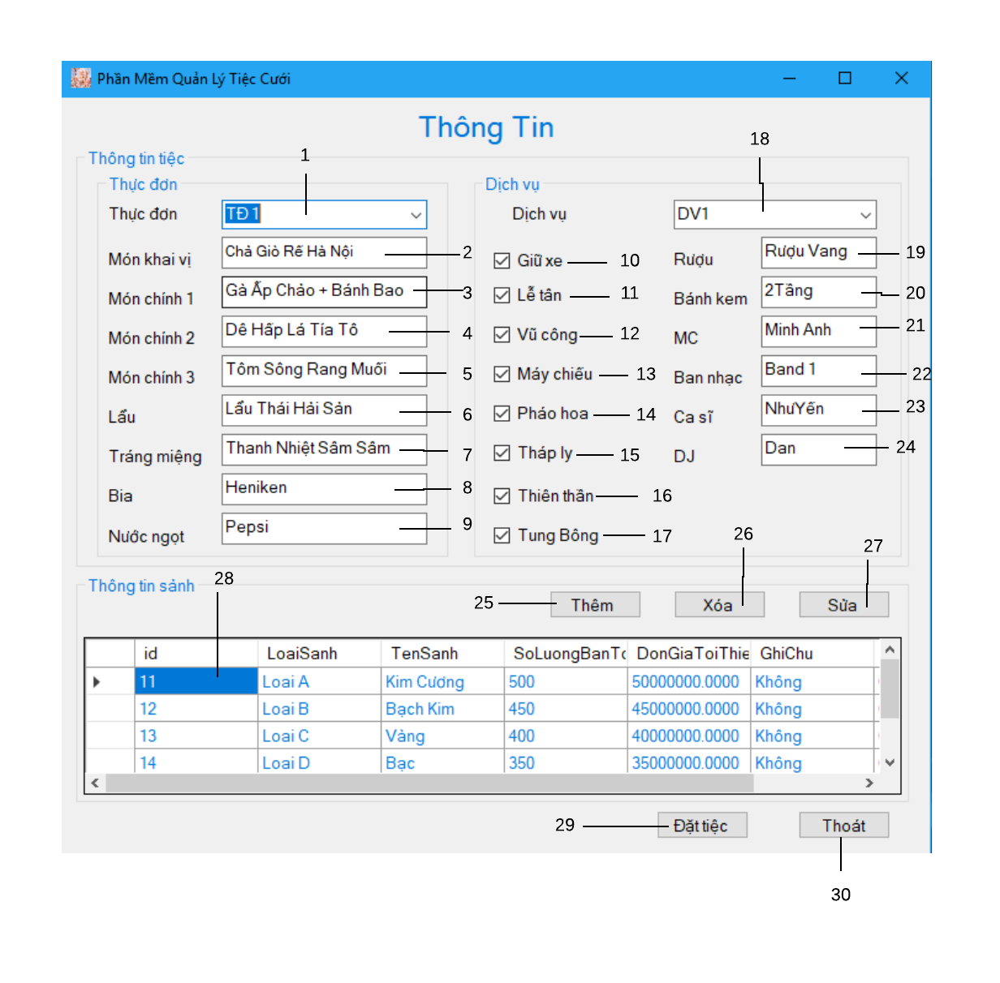 Phần Mềm Quản Lý Tiệc Cưới
Thông Tin
Thông tin tiệc
1
18
Thực đơn
Thực đơn TĐ 1
Món khai vị Chả Giò Rế Hà Nội 2
Món chính 1 Gà Ấp Chảo + Bánh Bao 3
Món chính 2 Dê Hấp Lá Tía Tô 4
Món chính 3 Tôm Sông Rang Muối 5
Lẩu Lẩu Thái Hải Sản 6
Tráng miệng Thanh Nhiệt Sâm Sâm 7
Bia Heniken 8
Nước ngọt Pepsi 9
Dịch vụ
Dịch vụ DV1
Giữ xe 10 Rượu Rượu Vang 19
Lễ tân 11 Bánh kem 2Tầng 20
Vũ công 12 MC Minh Anh 21
Máy chiếu 13 Ban nhạc Band 1 22
Pháo hoa 14 Ca sĩ NhưYến 23
Tháp ly 15 DJ Dan 24
Thiên thần 16
Tung Bông 17
26
27
Thông tin sảnh 28
25 Thêm Xóa Sửa
id LoaiSanh TenSanh SoLuongBanTo DonGiaToiThie GhiChu
11 Loai A Kim Cương 500 50000000.0000 Không
12 Loai B Bạch Kim 450 45000000.0000 Không
13 Loai C Vàng 400 40000000.0000 Không
14 Loai D Bạc 350 35000000.0000 Không
29 Đặt tiệc Thoát
30